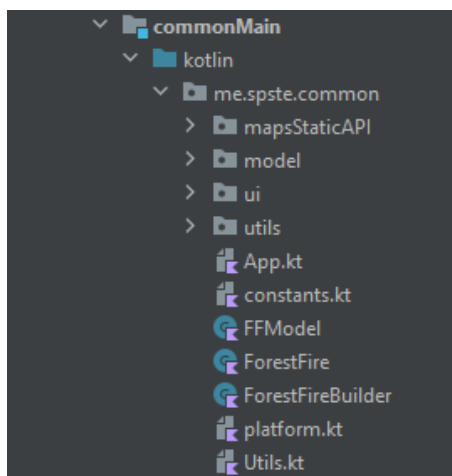 commonMain
kotlin
me.spste.common
mapsStaticAPI
model
ui
utils
App.kt
constants.kt
FFModel
ForestFire
ForestFireBuilder
platform.kt
Utils.kt